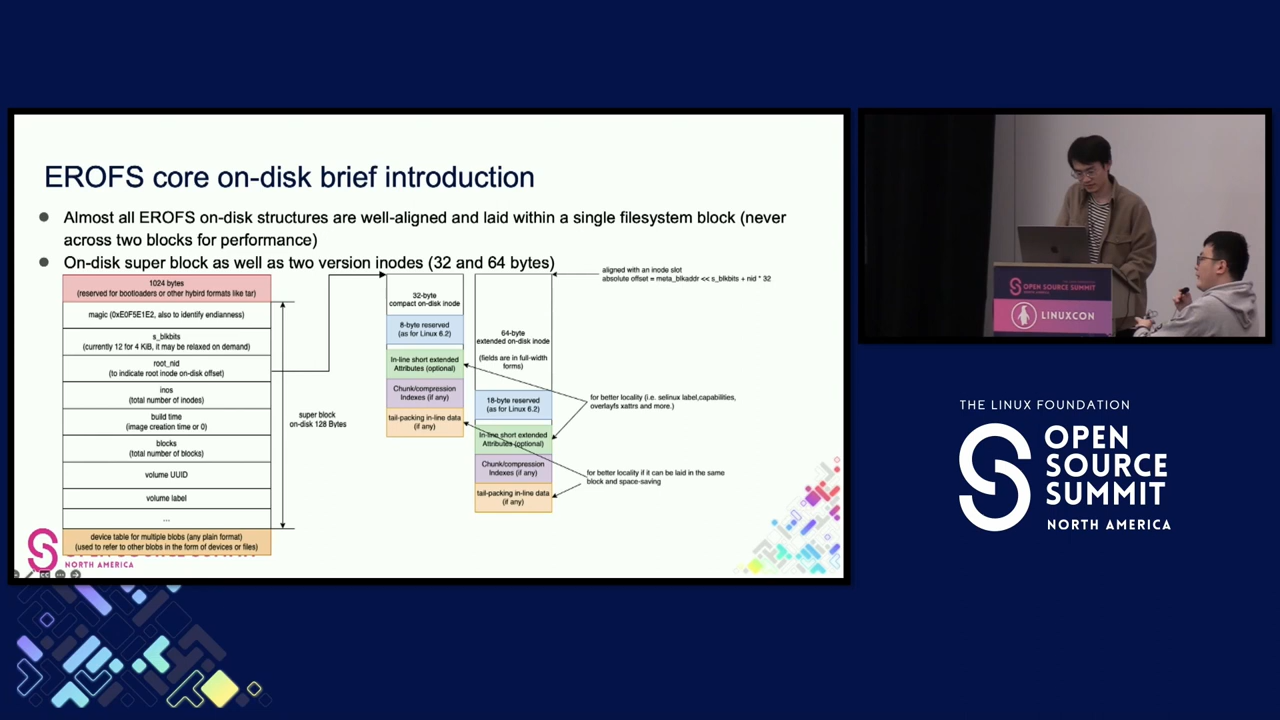 EROFS core on-disk brief introduction
● Almost all EROFS on-disk structures are well-aligned and laid within a single filesystem block (never
across two blocks for performance)
● On-disk super block as well as two version inodes (32 and 64 bytes)
1024 bytes
(reserved for bootloaders or other hybird formats like tar)
magic (0xE0F5E1E2, also to identify endianness)
s_blkbits
(currently 12 for 4 KiB, it may be relaxed on demand)
root_nid
(to indicate root inode on-disk offset)
inos
(total number of inodes)
build time
(image creation time or 0)
blocks
(total number of blocks)
volume UUID
volume label
...
device table for multiple blobs (any plain format)
(used to refer to other blobs in the form of devices or files)
super block
on-disk 128 Bytes
32-byte
compact on-disk inode
8-byte reserved
(as for Linux 6.2)
In-line short extended
Attributes (optional)
Chunk/compression
Indexes (if any)
tail-packing in-line data
(if any)
64-byte
extended on-disk inode
(fields are in full-width
forms)
18-byte reserved
(as for Linux 6.2)
In-line short extended
Attributes (optional)
Chunk/compression
Indexes (if any)
tail-packing in-line data
(if any)
aligned with an inode slot
absolute offset = meta_blkaddr << s_blkbits + nid * 32
for better locality (i.e. selinux label,capabilities,
overlayfs xattrs and more.)
for better locality if it can be laid in the same
block and space-saving
NORTH AMERICA
OPEN SOURCE SUMMIT
LINUXCON
THE LINUX FOUNDATION
OPEN
SOURCE
SUMMIT
NORTH AMERICA